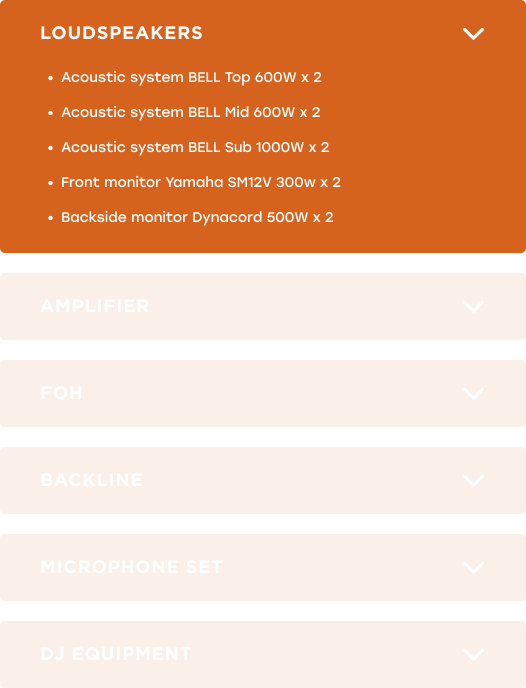 LOUDSPEAKERS
• Acoustic system BELL Top 600W x 2
• Acoustic system BELL Mid 600W x 2
• Acoustic system BELL Sub 1000W x 2
• Front monitor Yamaha SM12V 300w x 2
• Backside monitor Dynacord 500W x 2
AMPLIFIER
FOH
BACKLINE
MICROPHONE SET
DJ EQUIPMENT